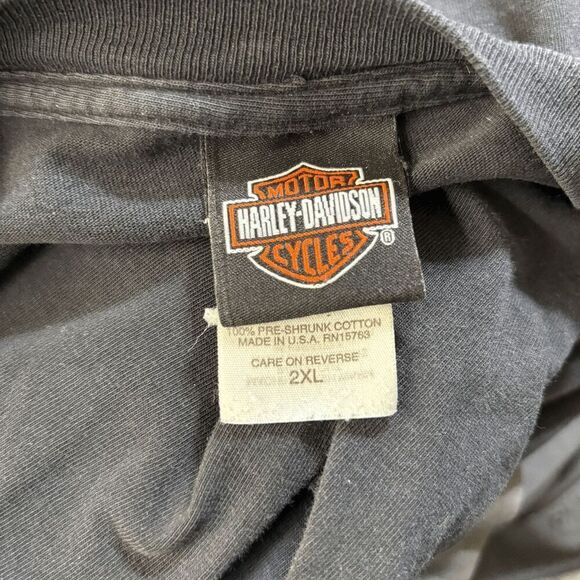 MOTOR
HARLEY-DAVIDSON
CYCLES
®
100% PRE-SHRUNK COTTON
MADE IN U.S.A. RN15763
CARE ON REVERSE
2XL